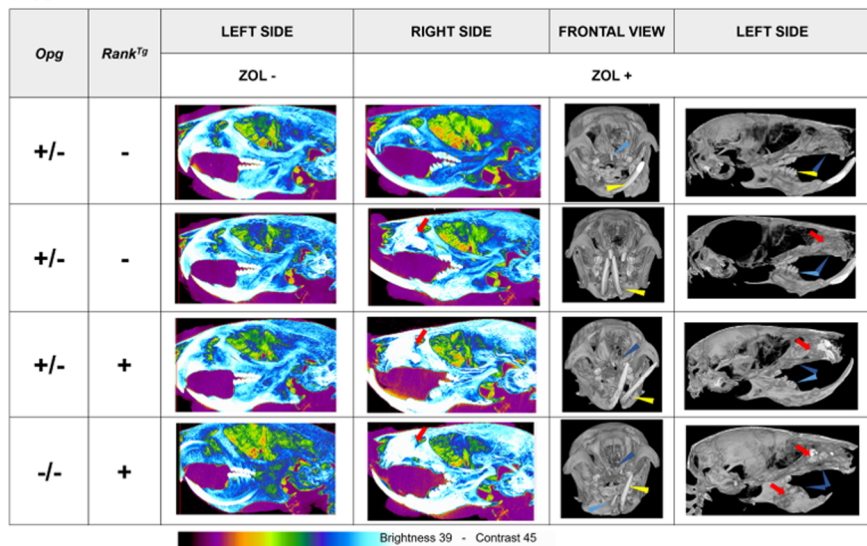 Opg RankTg LEFT SIDE RIGHT SIDE FRONTAL VIEW LEFT SIDE
ZOL - ZOL +
+/- -
+/- -
+/- +
-/- +
Brightness 39 - Contrast 45